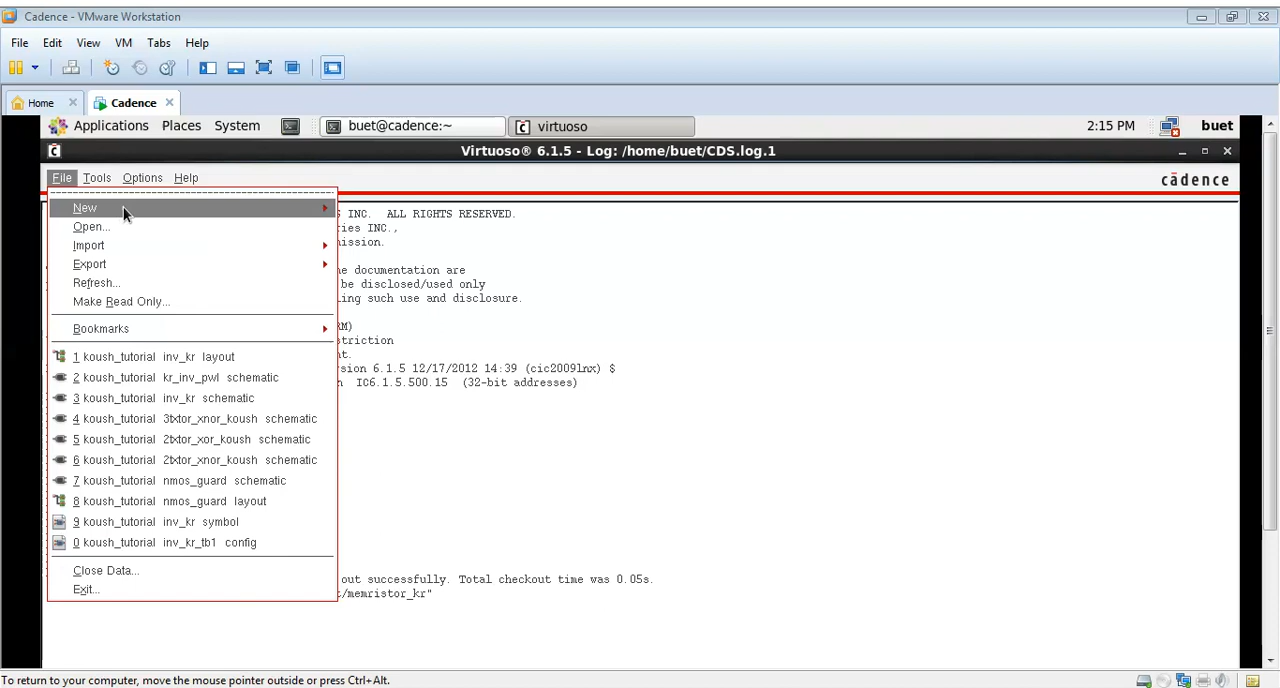 Cadence - VMware Workstation
File Edit View VM Tabs Help
Home Cadence
Applications Places System buet@cadence:~ virtuoso 2:15 PM buet
Virtuoso® 6.1.5 - Log: /home/buet/CDS.log.1
File Tools Options Help cādence
New
Open...
Import
Export
Refresh...
Make Read Only...
Bookmarks
1 koush_tutorial inv_kr layout
2 koush_tutorial kr_inv_pwl schematic
3 koush_tutorial inv_kr schematic
4 koush_tutorial 3txtor_xnor_koush schematic
5 koush_tutorial 2txtor_xor_koush schematic
6 koush_tutorial 2txtor_xnor_koush schematic
7 koush_tutorial nmos_guard schematic
8 koush_tutorial nmos_guard layout
9 koush_tutorial inv_kr symbol
0 koush_tutorial inv_kr_tb1 config
Close Data...
Exit...
INC. ALL RIGHTS RESERVED.
ries INC.,
mission.
he documentation are
be disclosed/used only
ling such use and disclosure.
RM)
striction
nt.
rsion 6.1.5 12/17/2012 14:39 (cic2009lnx) $
n IC6.1.5.500.15 (32-bit addresses)
out successfully. Total checkout time was 0.05s.
/memristor_kr"
To return to your computer, move the mouse pointer outside or press Ctrl+Alt.